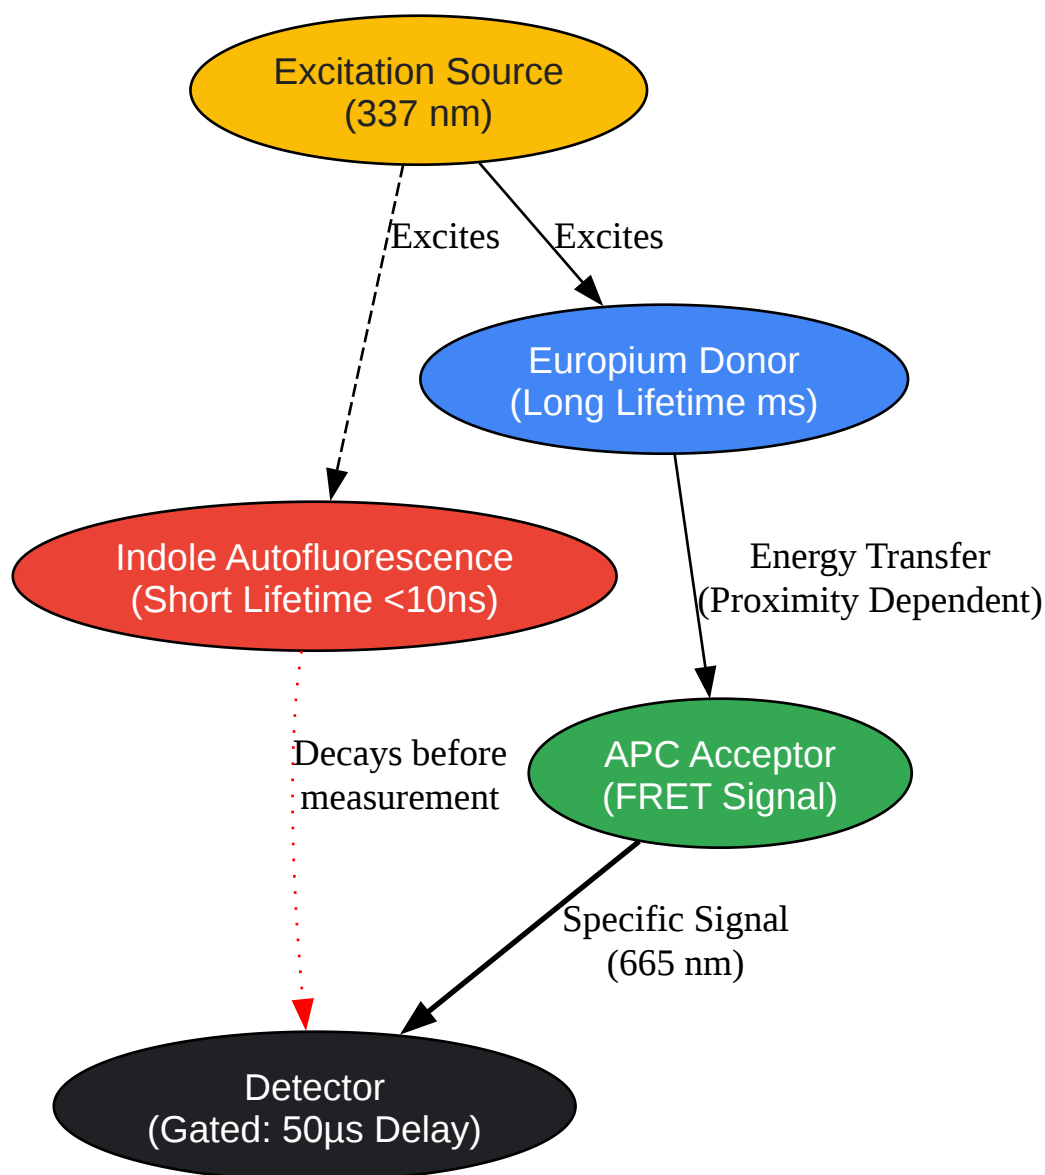 Excitation Source
(337 nm)
Excites
Excites
Europium Donor
(Long Lifetime ms)
Indole Autofluorescence
(Short Lifetime <10ns)
Energy Transfer
(Proximity Dependent)
APC Acceptor
(FRET Signal)
Decays before
measurement
Specific Signal
(665 nm)
Detector
(Gated: 50µs Delay)